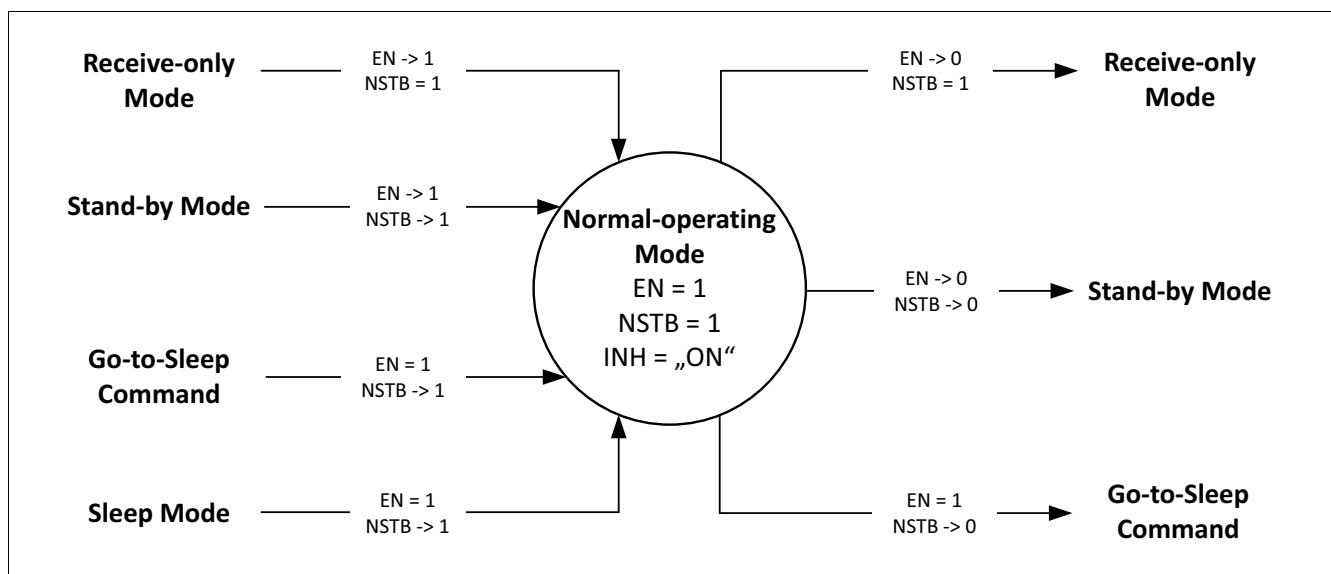 Receive-only
Mode
EN -> 1
NSTB = 1
EN -> 0
NSTB = 1
Receive-only
Mode
Stand-by Mode
EN -> 1
NSTB -> 1
Normal-operating
Mode
EN = 1
NSTB = 1
INH = „ON“
EN -> 0
NSTB -> 0
Stand-by Mode
Go-to-Sleep
Command
EN = 1
NSTB -> 1
Sleep Mode
EN = 1
NSTB -> 1
EN = 1
NSTB -> 0
Go-to-Sleep
Command